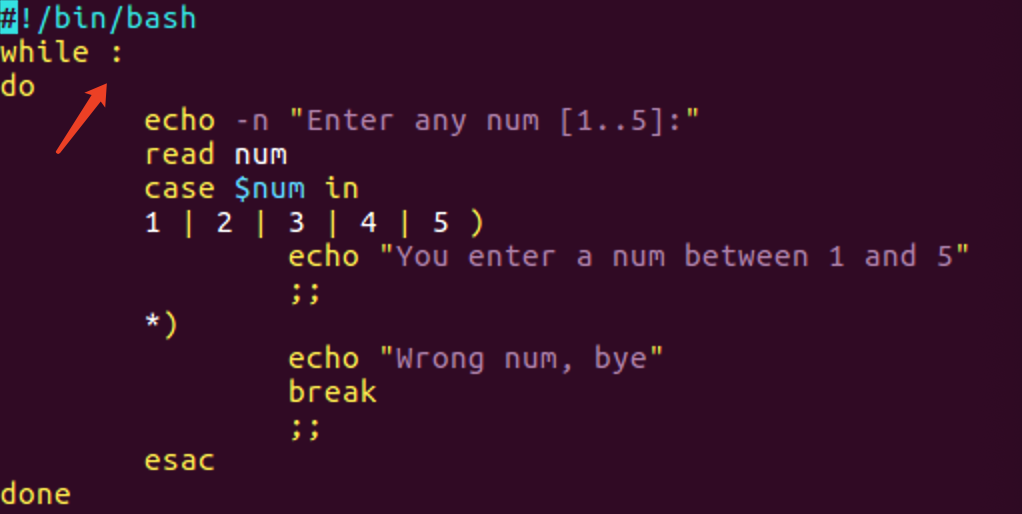 #!/bin/bash
while :
do
        echo -n "Enter any num [1..5]:"
        read num
        case $num in
        1 | 2 | 3 | 4 | 5 )
                echo "You enter a num between 1 and 5"
                ;;
        *)
                echo "Wrong num, bye"
                break
                ;;
        esac
done